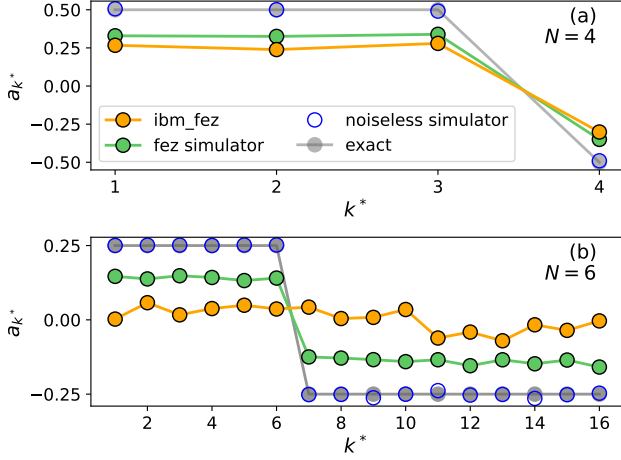 0.50
0.25
0.00
−0.25
−0.50
a_{k*}
(a)
N = 4
ibm_fez
fez simulator
noiseless simulator
exact
1 2 3 4
k*
0.25
0.00
−0.25
a_{k*}
(b)
N = 6
2 4 6 8 10 12 14 16
k*